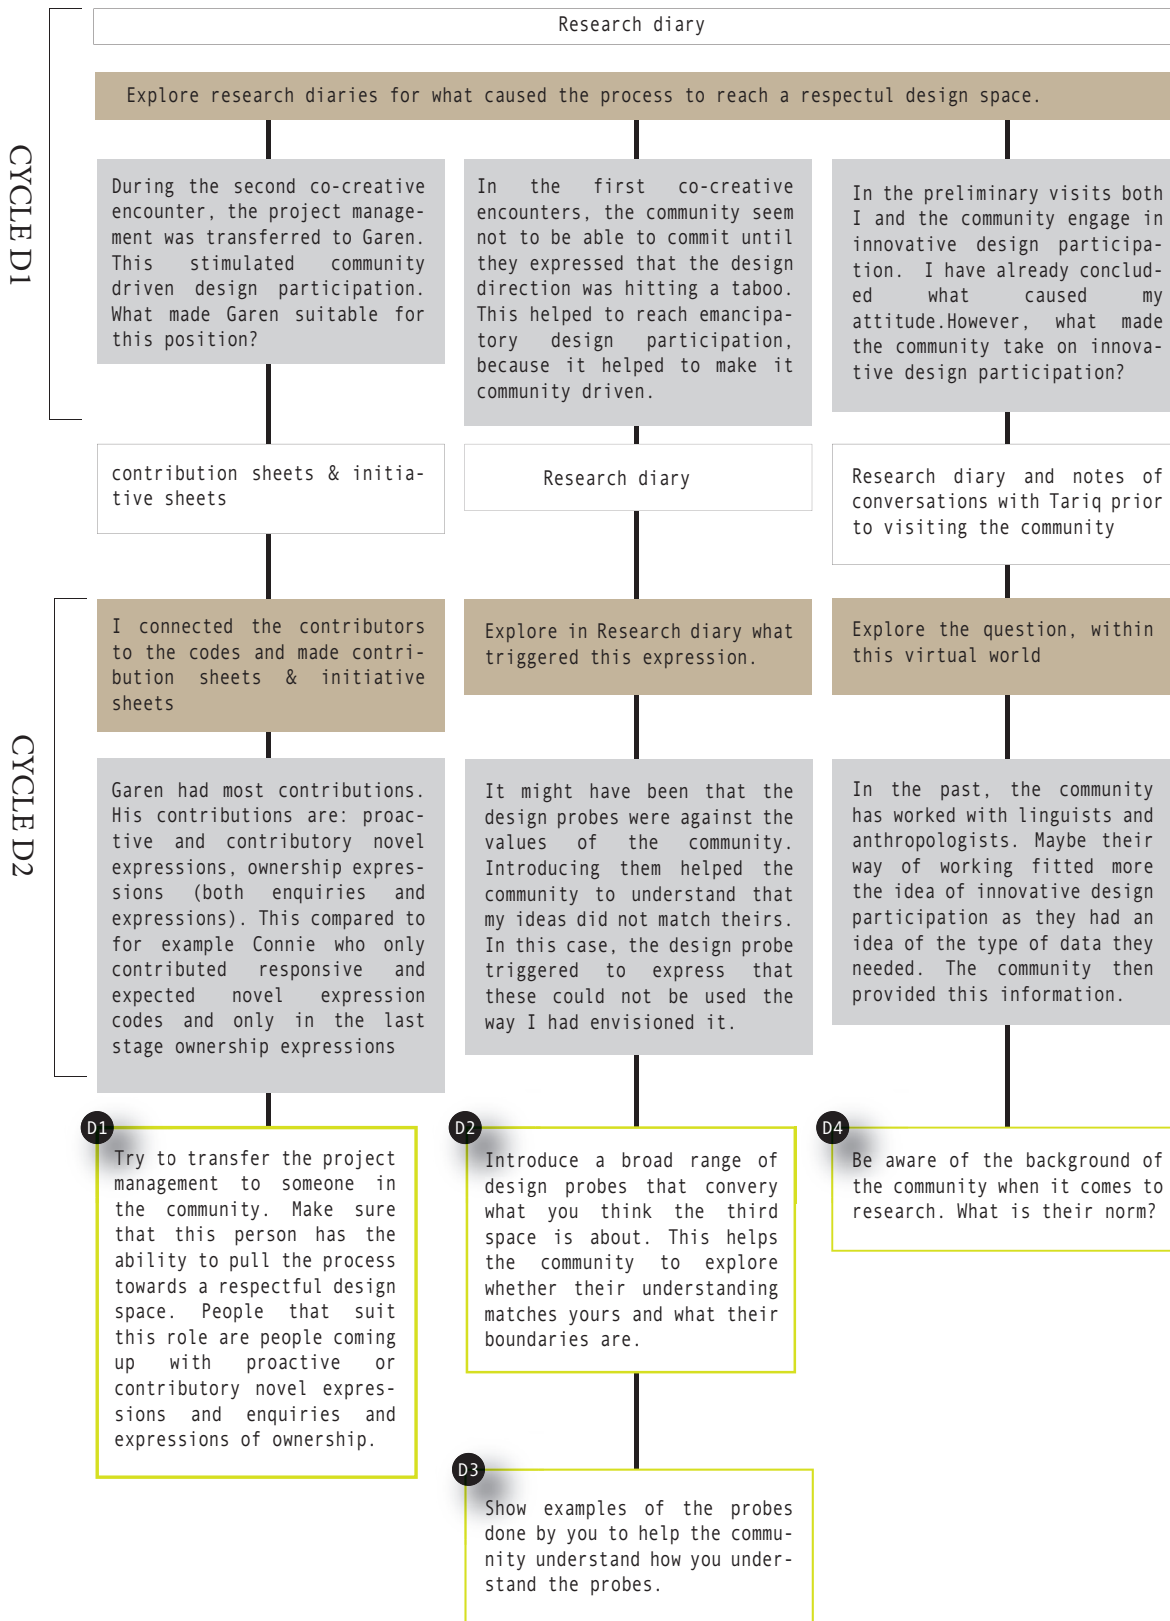 Research diary
Explore research diaries for what caused the process to reach a respectul design space.
CYCLE D1
During the second co-creative
encounter, the project manage-
ment was transferred to Garen.
This stimulated community
driven design participation.
What made Garen suitable for
this position?
In the first co-creative
encounters, the community seem
not to be able to commit until
they expressed that the design
direction was hitting a taboo.
This helped to reach emancipa-
tory design participation,
because it helped to make it
community driven.
In the preliminary visits both
I and the community engage in
innovative design participa-
tion. I have already conclud-
ed what caused my
attitude.However, what made
the community take on innova-
tive design participation?
contribution sheets & initia-
tive sheets
Research diary
Research diary and notes of
conversations with Tariq prior
to visiting the community
CYCLE D2
I connected the contributors
to the codes and made contri-
bution sheets & initiative
sheets
Explore in Research diary what
triggered this expression.
Explore the question, within
this virtual world
Garen had most contributions.
His contributions are: proac-
tive and contributory novel
expressions, ownership expres-
sions (both enquiries and
expressions). This compared to
for example Connie who only
contributed responsive and
expected novel expression
codes and only in the last
stage ownership expressions
It might have been that the
design probes were against the
values of the community.
Introducing them helped the
community to understand that
my ideas did not match theirs.
In this case, the design probe
triggered to express that
these could not be used the
way I had envisioned it.
In the past, the community
has worked with linguists and
anthropologists. Maybe their
way of working fitted more
the idea of innovative design
participation as they had an
idea of the type of data they
needed. The community then
provided this information.
D1
Try to transfer the project
management to someone in
the community. Make sure
that this person has the
ability to pull the process
towards a respectful design
space. People that suit
this role are people coming
up with proactive or
contributory novel expres-
sions and enquiries and
expressions of ownership.
D2
Introduce a broad range of
design probes that convery
what you think the third
space is about. This helps
the community to explore
whether their understanding
matches yours and what their
boundaries are.
D4
Be aware of the background of
the community when it comes to
research. What is their norm?
D3
Show examples of the probes
done by you to help the commu-
nity understand how you under-
stand the probes.